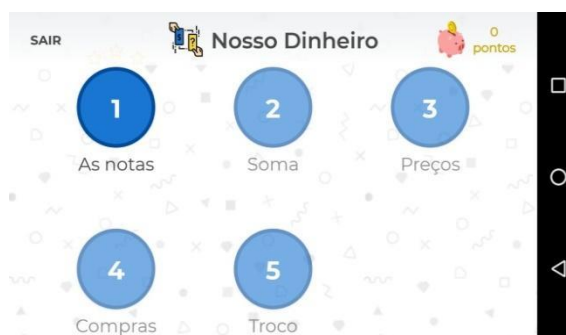 SAIR
Nosso Dinheiro
0
pontos
1
2
3
As notas
Soma
Preços
4
5
Compras
Troco